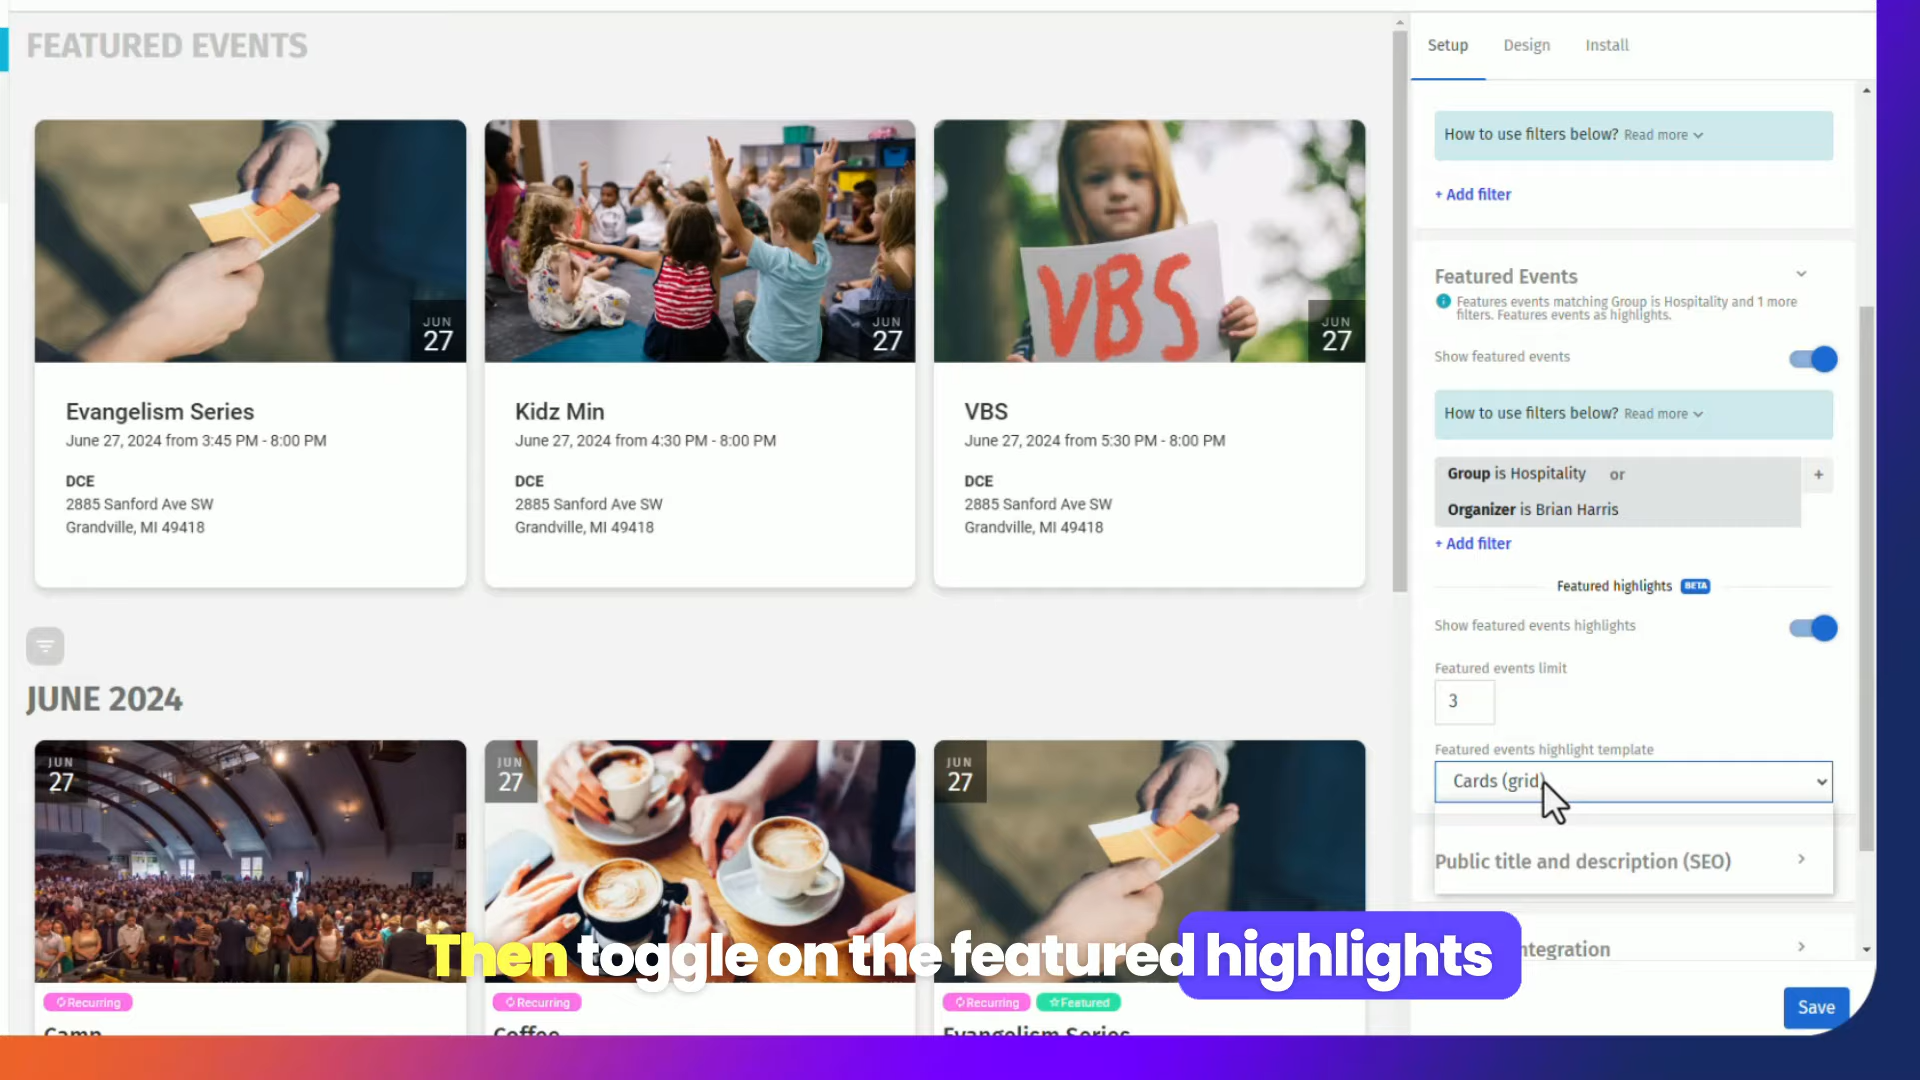 FEATURED EVENTS
JUN
27
JUN
27
VBS
JUN
27
Evangelism Series
June 27, 2024 from 3:45 PM - 8:00 PM
DCE
2885 Sanford Ave SW
Grandville, MI 49418
Kidz Min
June 27, 2024 from 4:30 PM - 8:00 PM
DCE
2885 Sanford Ave SW
Grandville, MI 49418
VBS
June 27, 2024 from 5:30 PM - 8:00 PM
DCE
2885 Sanford Ave SW
Grandville, MI 49418
JUNE 2024
JUN
27
JUN
27
JUN
27
Recurring
Camp
Recurring
Coffee
Recurring
Featured
Evangelism Series
Setup
Design
Install
How to use filters below? Read more
+ Add filter
Featured Events
Features events matching Group is Hospitality and 1 more
filters. Features events as highlights.
Show featured events
How to use filters below? Read more
Group is Hospitality or
+
Organizer is Brian Harris
+ Add filter
Featured highlights BETA
Show featured events highlights
Featured events limit
3
Featured events highlight template
Cards (grid)
Public title and description (SEO)
Save
Then toggle on the featured highlights